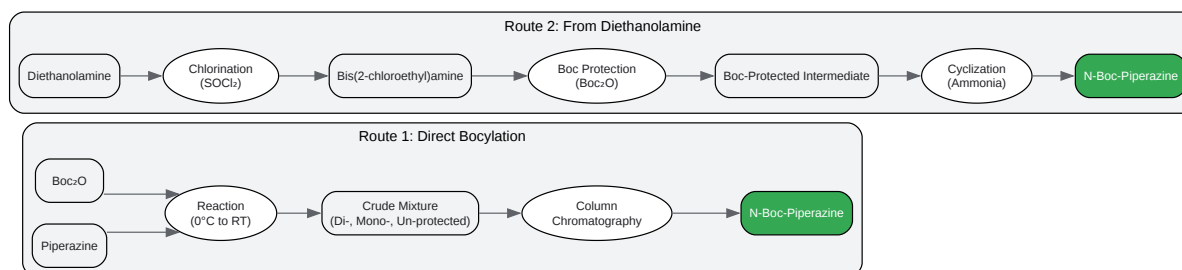 Route 2: From Diethanolamine
Diethanolamine
Chlorination
(SOCl₂)
Bis(2-chloroethyl)amine
Boc Protection
(Boc₂O)
Boc-Protected Intermediate
Cyclization
(Ammonia)
N-Boc-Piperazine
Route 1: Direct Bocylation
Boc₂O
Piperazine
Reaction
(0°C to RT)
Crude Mixture
(Di-, Mono-, Un-protected)
Column
Chromatography
N-Boc-Piperazine